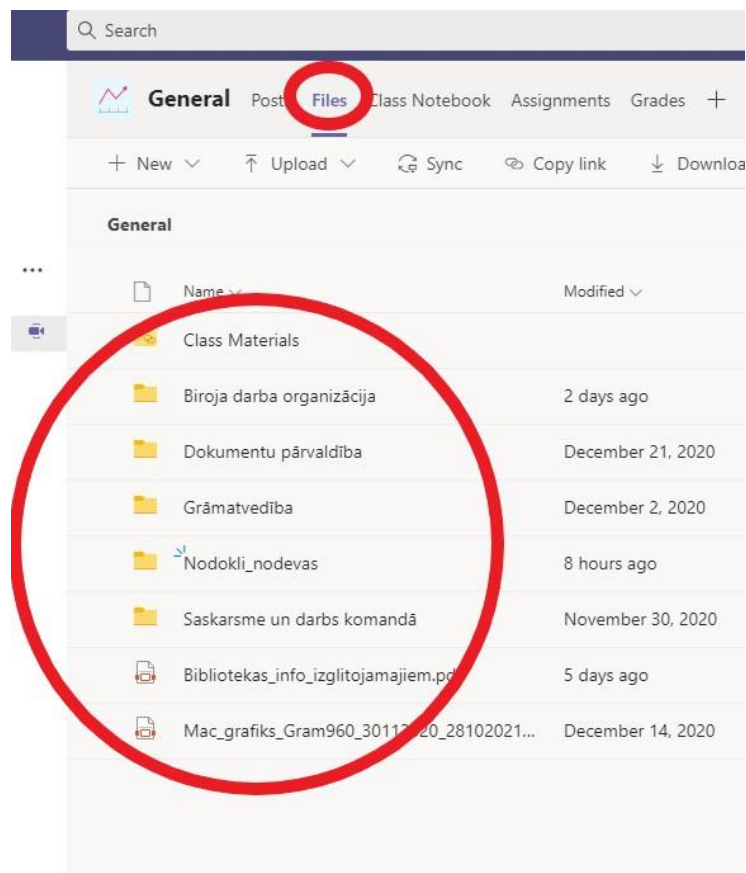 Search
General Posts Files Class Notebook Assignments Grades +
+ New Upload Sync Copy link Downloa
General
...
Name Modified
Class Materials
Biroja darba organizācija 2 days ago
Dokumentu pārvaldība December 21, 2020
Grāmatvedība December 2, 2020
Nodokli_nodevas 8 hours ago
Saskarsme un darbs komandā November 30, 2020
Bibliotekas_info_izglitojamajiem.pdf 5 days ago
Mac_grafiks_Gram960_30112020_28102021... December 14, 2020